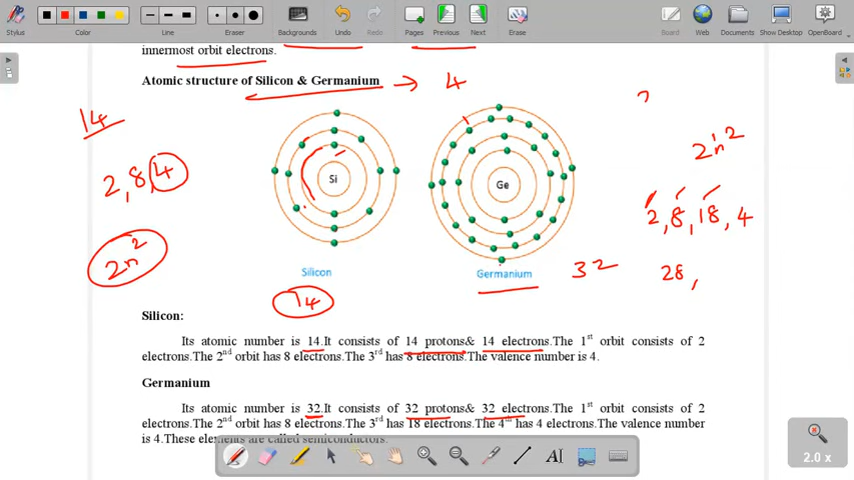 Stylus
Color
Line
Eraser
Backgrounds
Undo
Redo
Pages
Previous
Next
Erase
Board
Web
Documents
Show Desktop
OpenBoard
innermost orbit electrons.
Atomic structure of Silicon & Germanium → 4
14
2,8,4
2n²
Si
Ge
2n²
2,8,18,4
28,
32
Silicon
Germanium
14
Silicon:
Its atomic number is 14.It consists of 14 protons& 14 electrons.The 1st orbit consists of 2
electrons.The 2nd orbit has 8 electrons.The 3rd has 8 electrons.The valence number is 4.
Germanium
Its atomic number is 32.It consists of 32 protons& 32 electrons.The 1st orbit consists of 2
electrons.The 2nd orbit has 8 electrons.The 3rd has 18 electrons.The 4th has 4 electrons.The valence number
is 4.These elements are called semiconductors.
2.0 x